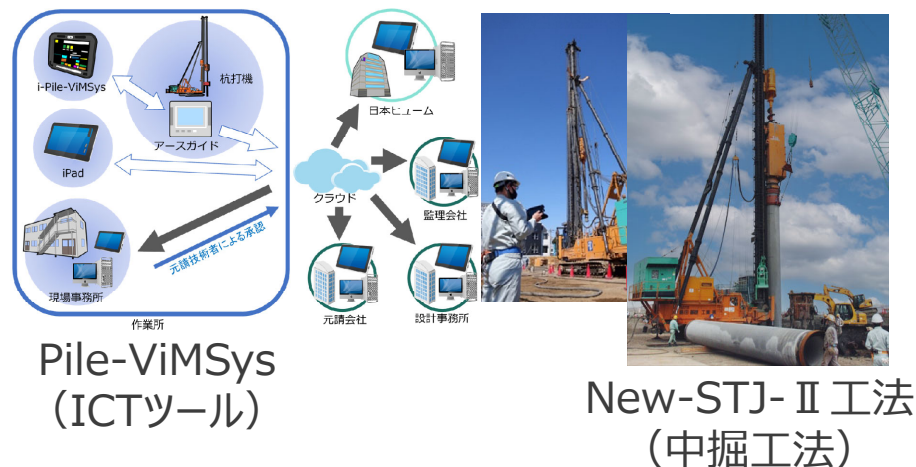 i-Pile-ViMSys
杭打機
アースガイド
iPad
現場事務所
元請技術者による承認
作業所
日本ヒューム
クラウド
監理会社
元請会社
設計事務所
Pile-ViMSys
（ICTツール）
New-STJ-Ⅱ工法
（中掘工法）